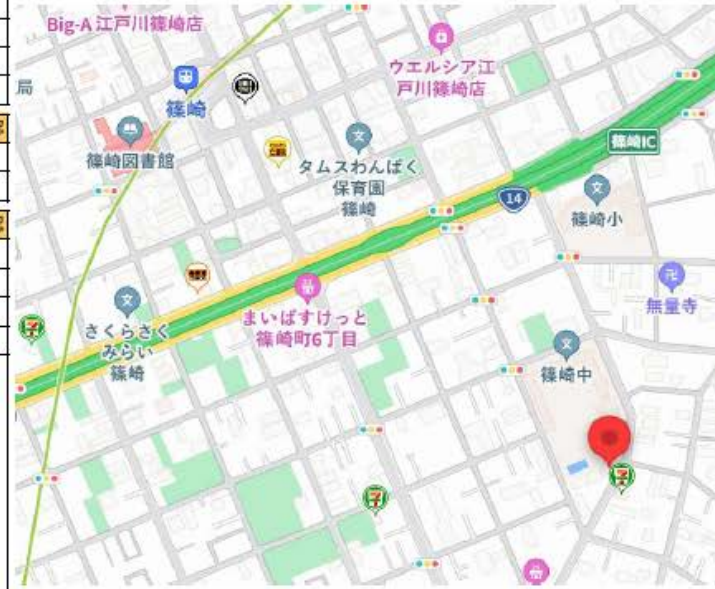 Big-A 江戸川篠崎店
ウエルシア江
戸川篠崎店
局
篠崎
篠崎図書館
タムスわんぱく
保育園
篠崎
篠崎IC
14
篠崎小
無量寺
まいばすけっと
篠崎町6丁目
さくらさく
みらい
篠崎
篠崎中